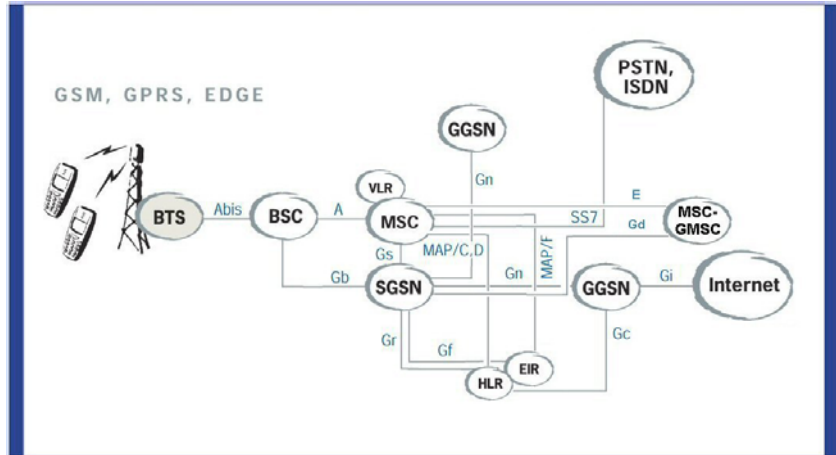 PSTN,
ISDN
GSM, GPRS, EDGE
GGSN
Gn
VLR
E
BTS
Abis
BSC
A
MSC
SS7
Gd
MSC-
GMSC
Gs
MAP/C,D
MAP/F
Gb
SGSN
Gn
GGSN
Gi
Internet
Gr
Gf
Gc
EIR
HLR